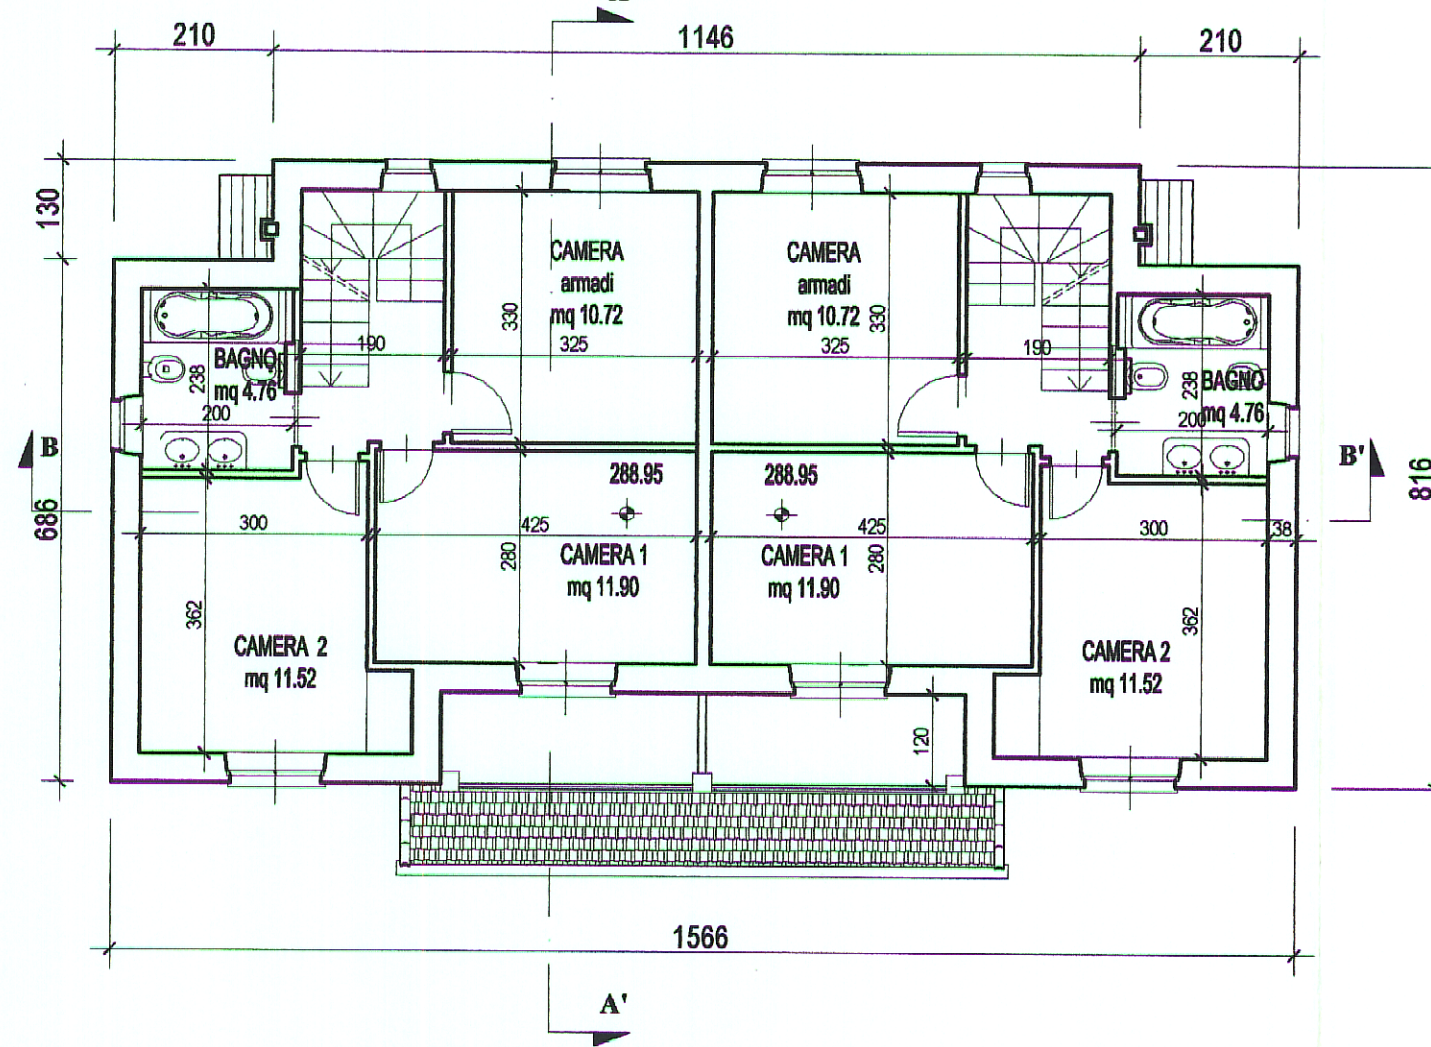 210
1146
210
130
CAMERA
armadi
mq 10.72
CAMERA
armadi
mq 10.72
330
330
190
325
325
190
BAGNO
mq 4.76
238
200
BAGNO
mq 4.76
238
200
B
B'
686
816
288.95
288.95
300
425
425
300
38
280
280
CAMERA 1
mq 11.90
CAMERA 1
mq 11.90
362
362
CAMERA 2
mq 11.52
CAMERA 2
mq 11.52
120
1566
A'